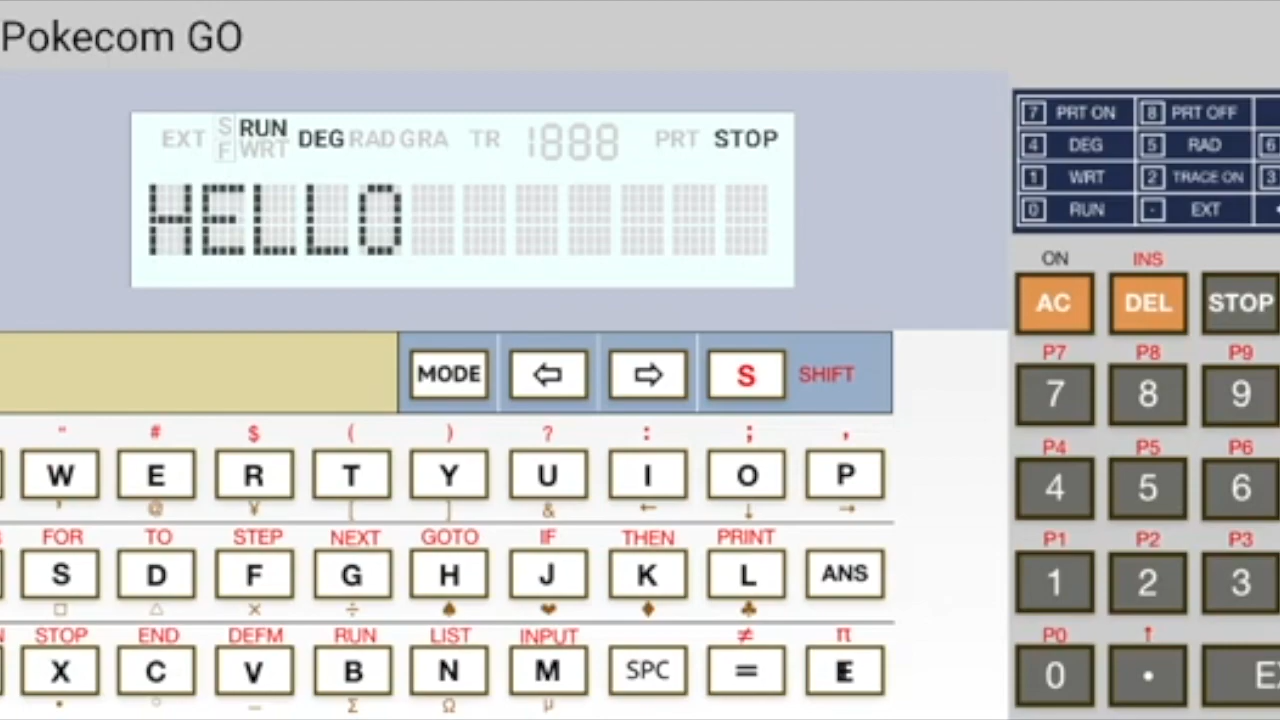 Pokecom GO
EXT S F RUN WRT DEG RAD GRA TR 1888 PRT STOP
HELLO
7 PRT ON 8 PRT OFF
4 DEG 5 RAD 6
1 WRT 2 TRACE ON 3
0 RUN · EXT
ON INS
AC DEL STOP
P7 P8 P9
7 8 9
P4 P5 P6
4 5 6
P1 P2 P3
1 2 3
P0 ↑
0 ·
MODE ⇦ ⇨ S SHIFT
" # $ ( ) ? : ; ,
W E R T Y U I O P
' @ ¥ [ ] & ← ↓ →
FOR TO STEP NEXT GOTO IF THEN PRINT
S D F G H J K L ANS
□ △ × ÷ ♠ ♥ ♦ ♣
STOP END DEFM RUN LIST INPUT ≠ π
X C V B N M SPC = E
Σ Ω μ